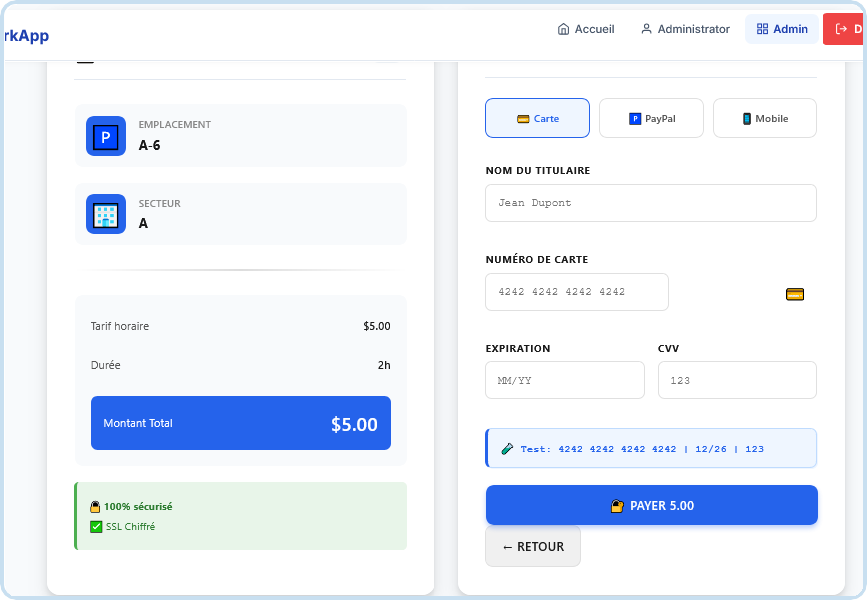 rkApp
Accueil
Administrator
Admin
D
EMPLACEMENT
A-6
SECTEUR
A
Tarif horaire $5.00
Durée 2h
Montant Total $5.00
100% sécurisé
SSL Chiffré
Carte
PayPal
Mobile
NOM DU TITULAIRE
Jean Dupont
NUMÉRO DE CARTE
4242 4242 4242 4242
EXPIRATION CVV
MM/YY 123
Test: 4242 4242 4242 4242 | 12/26 | 123
PAYER 5.00
← RETOUR